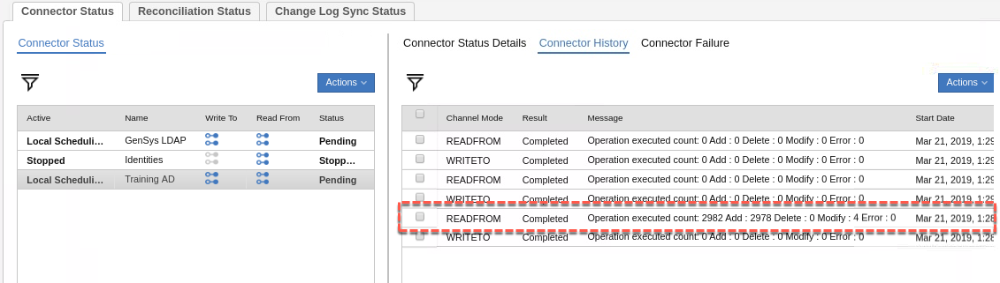 Connector Status Reconciliation Status Change Log Sync Status
Connector Status
Actions
Active Name Write To Read From Status
Local Scheduli... GenSys LDAP Pending
Stopped Identities Stopp...
Local Scheduli... Training AD Pending
Connector Status Details Connector History Connector Failure
Actions
Channel Mode Result Message Start Date
READFROM Completed Operation executed count: 0 Add : 0 Delete : 0 Modify : 0 Error : 0 Mar 21, 2019, 1:29
WRITETO Completed Operation executed count: 0 Add : 0 Delete : 0 Modify : 0 Error : 0 Mar 21, 2019, 1:29
READFROM Completed Operation executed count: 0 Add : 0 Delete : 0 Modify : 0 Error : 0 Mar 21, 2019, 1:29
WRITETO Completed Operation executed count: 0 Add : 0 Delete : 0 Modify : 0 Error : 0 Mar 21, 2019, 1:29
READFROM Completed Operation executed count: 2982 Add : 2978 Delete : 0 Modify : 4 Error : 0 Mar 21, 2019, 1:28
WRITETO Completed Operation executed count: 0 Add : 0 Delete : 0 Modify : 0 Error : 0 Mar 21, 2019, 1:28